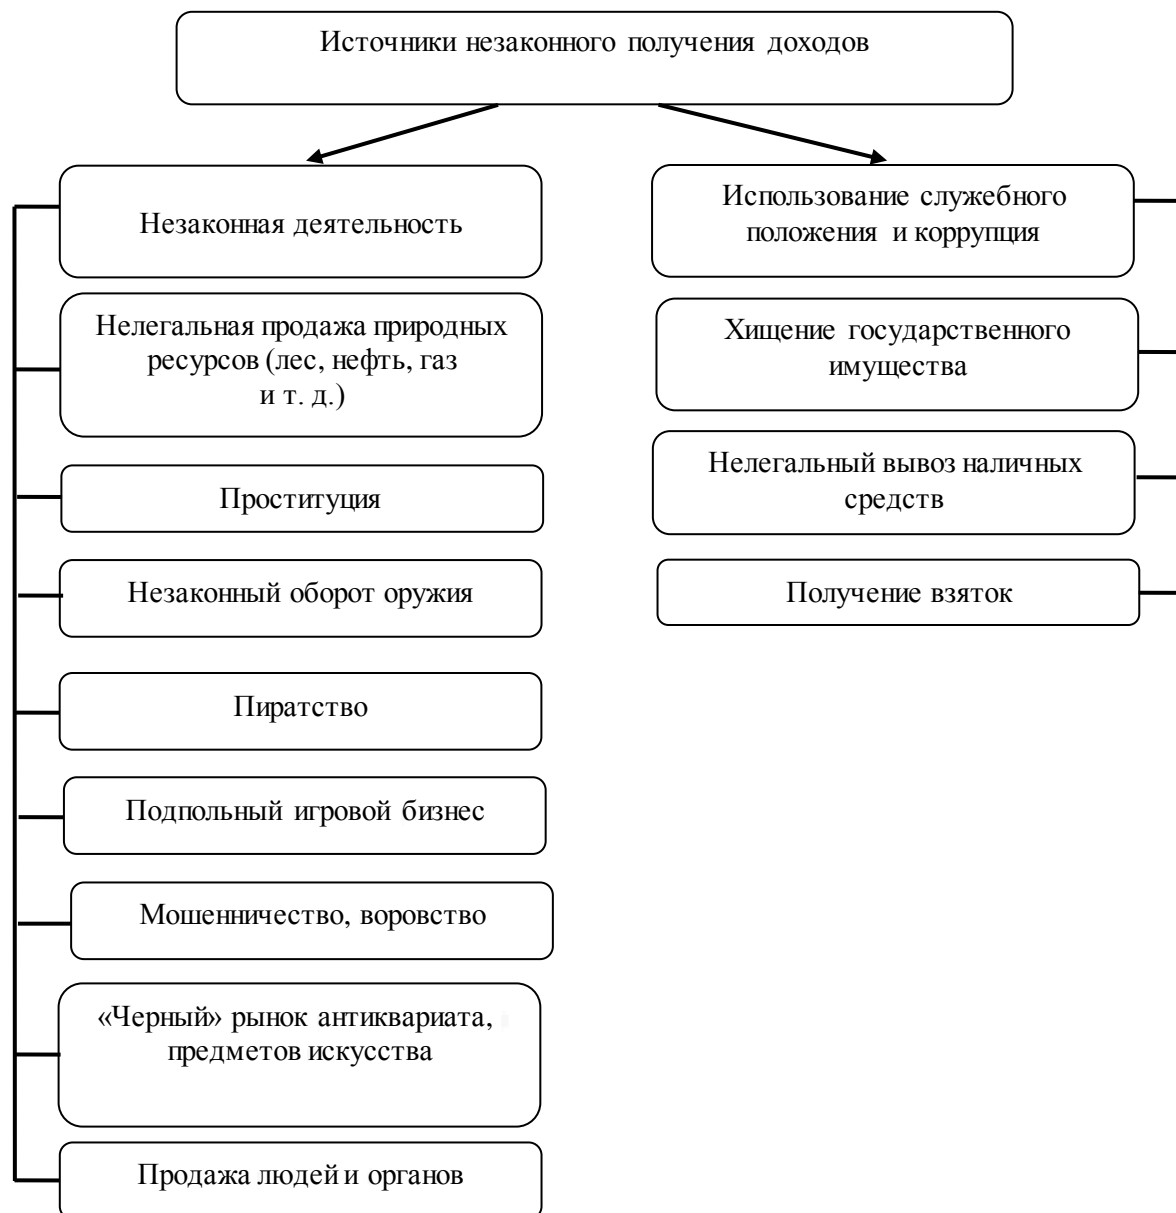 Источники незаконного получения доходов
Незаконная деятельность
Нелегальная продажа природных
ресурсов (лес, нефть, газ
и т. д.)
Проституция
Незаконный оборот оружия
Пиратство
Подпольный игровой бизнес
Мошенничество, воровство
«Черный» рынок антиквариата,
предметов искусства
Продажа людей и органов
Использование служебного
положения и коррупция
Хищение государственного
имущества
Нелегальный вывоз наличных
средств
Получение взяток